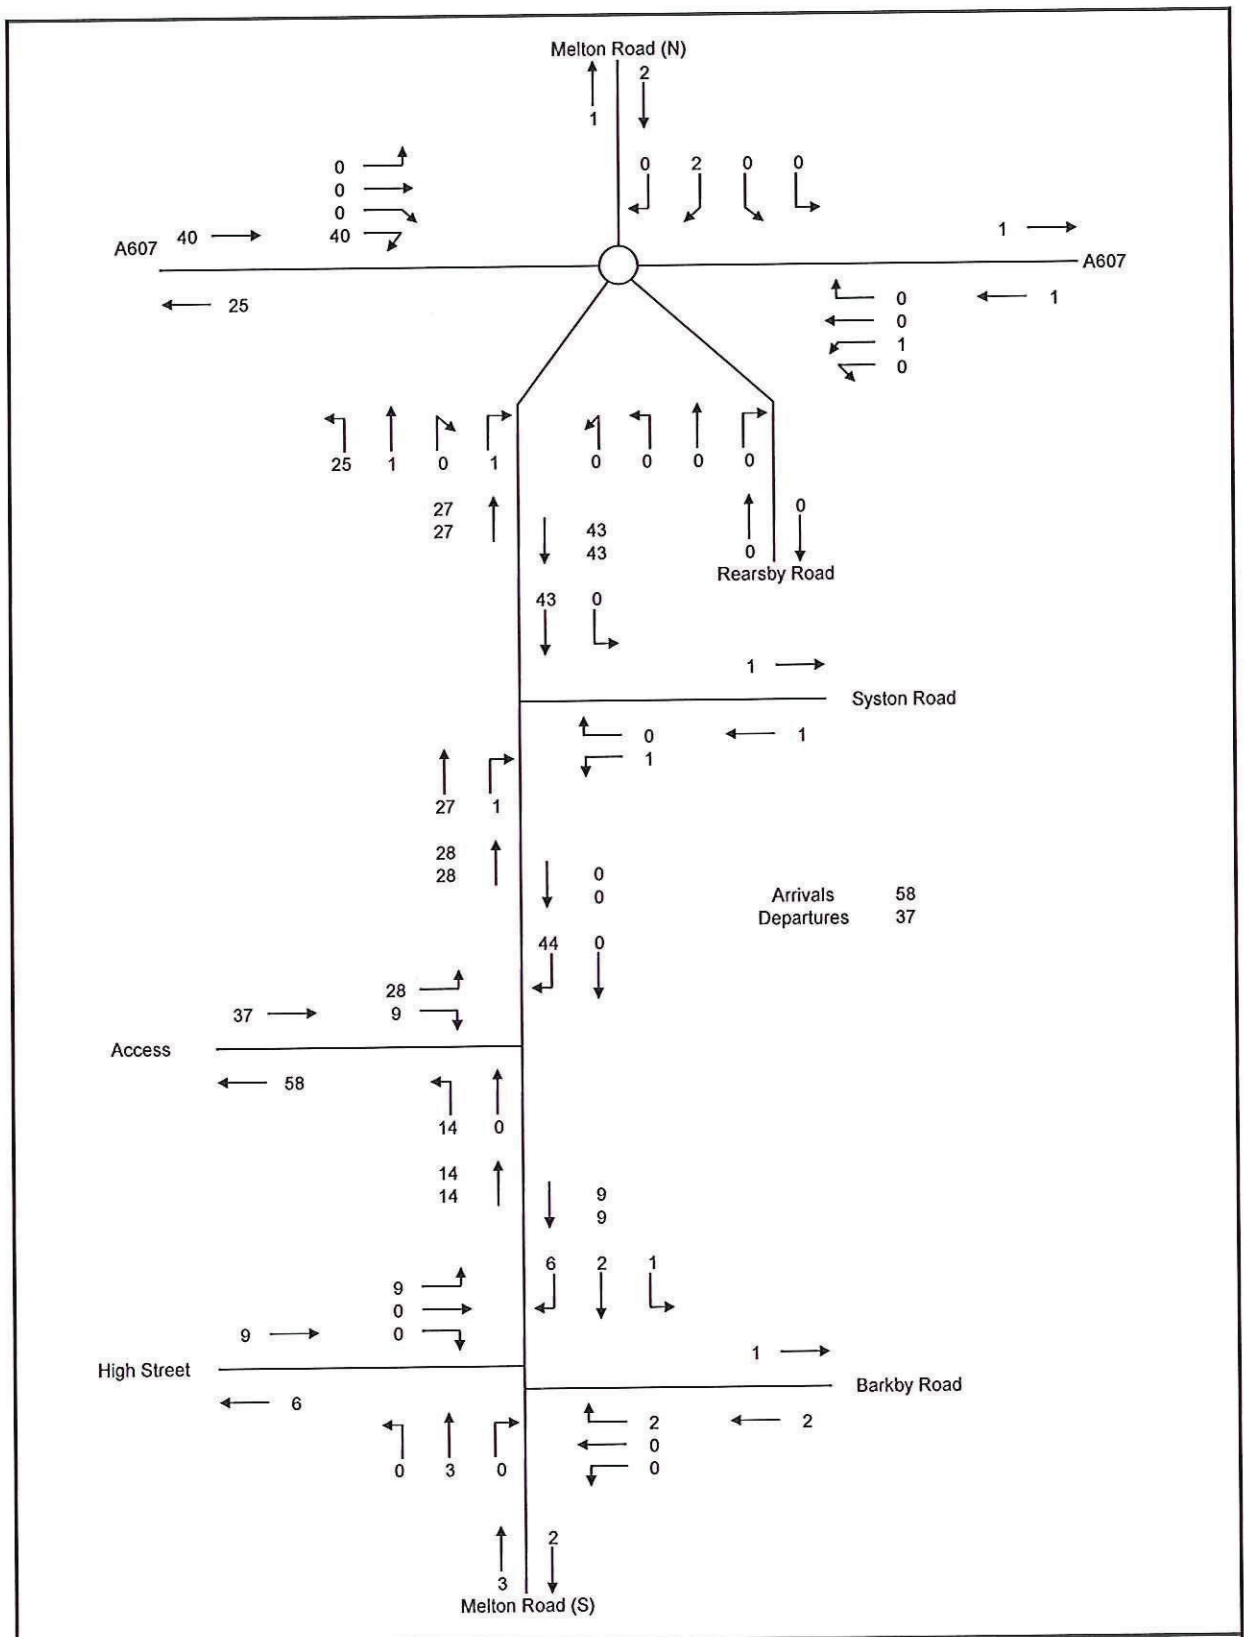 Melton Road (N)
2
1
0
0 2 0 0
0
0
40 40
1
A607
A607
25
0 1
0
1
0
25 1 0 1 0 0 0 0
27 0
27 43
43 0
Rearsby Road
43 0
1
Syston Road
0 1
1
27 1
28
28 0
0
Arrivals 58
Departures 37
44 0
28
37 9
Access
58
14 0
14
14 9
9
6 2 1
9
0
9 0
1
High Street
Barkby Road
6
2 2
0
0 3 0 0
2
3
Melton Road (S)